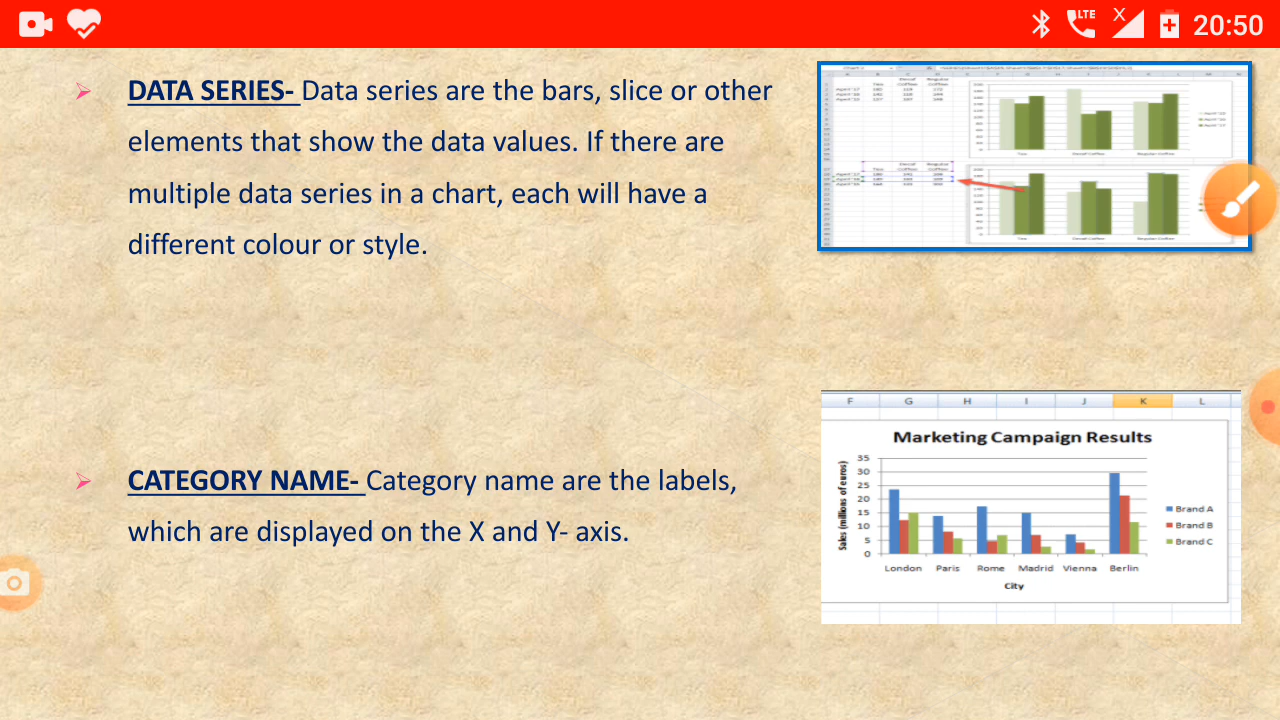 LTE
X
20:50
DATA SERIES- Data series are the bars, slice or other
elements that show the data values. If there are
multiple data series in a chart, each will have a
different colour or style.
F G H I J K L
Marketing Campaign Results
Sales (millions of euros)
35
30
25
20
15
10
5
0
London Paris Rome Madrid Vienna Berlin
City
Brand A
Brand B
Brand C
CATEGORY NAME- Category name are the labels,
which are displayed on the X and Y- axis.